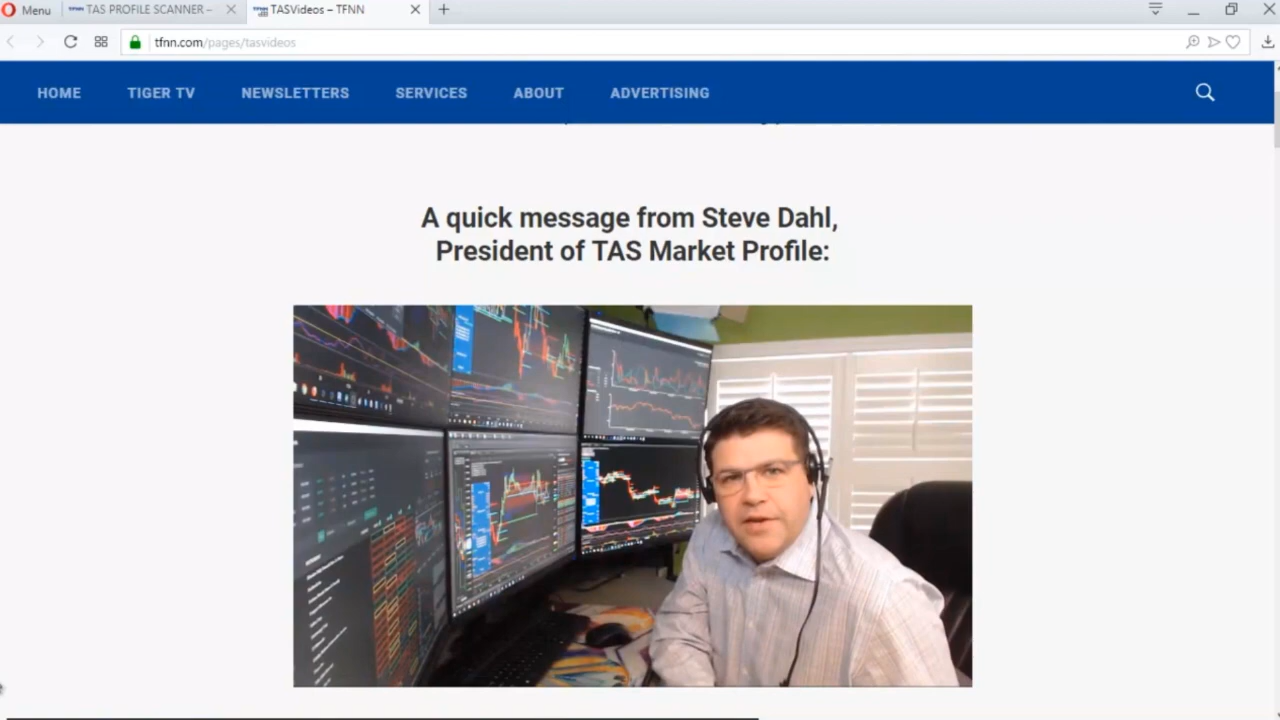 Menu
TAS PROFILE SCANNER –
TASVideos – TFNN
tfnn.com/pages/tasvideos
HOME
TIGER TV
NEWSLETTERS
SERVICES
ABOUT
ADVERTISING
A quick message from Steve Dahl,
President of TAS Market Profile: